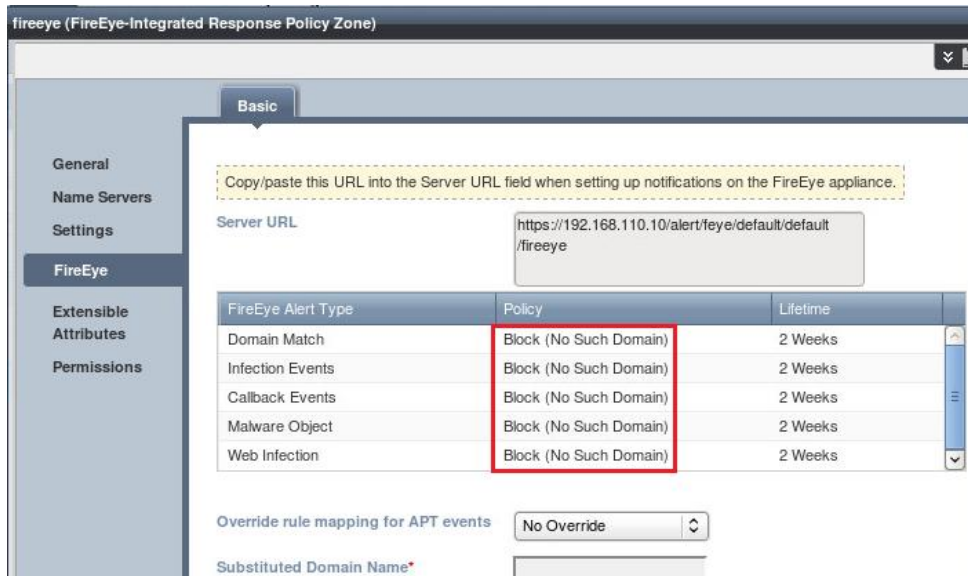 fireeye (FireEye-Integrated Response Policy Zone)
Basic
General
Name Servers
Settings
FireEye
Extensible
Attributes
Permissions
Copy/paste this URL into the Server URL field when setting up notifications on the FireEye appliance.
Server URL
https://192.168.110.10/alert/feye/default/default
/fireeye
FireEye Alert Type Policy Lifetime
Domain Match Block (No Such Domain) 2 Weeks
Infection Events Block (No Such Domain) 2 Weeks
Callback Events Block (No Such Domain) 2 Weeks
Malware Object Block (No Such Domain) 2 Weeks
Web Infection Block (No Such Domain) 2 Weeks
Override rule mapping for APT events No Override
Substituted Domain Name*